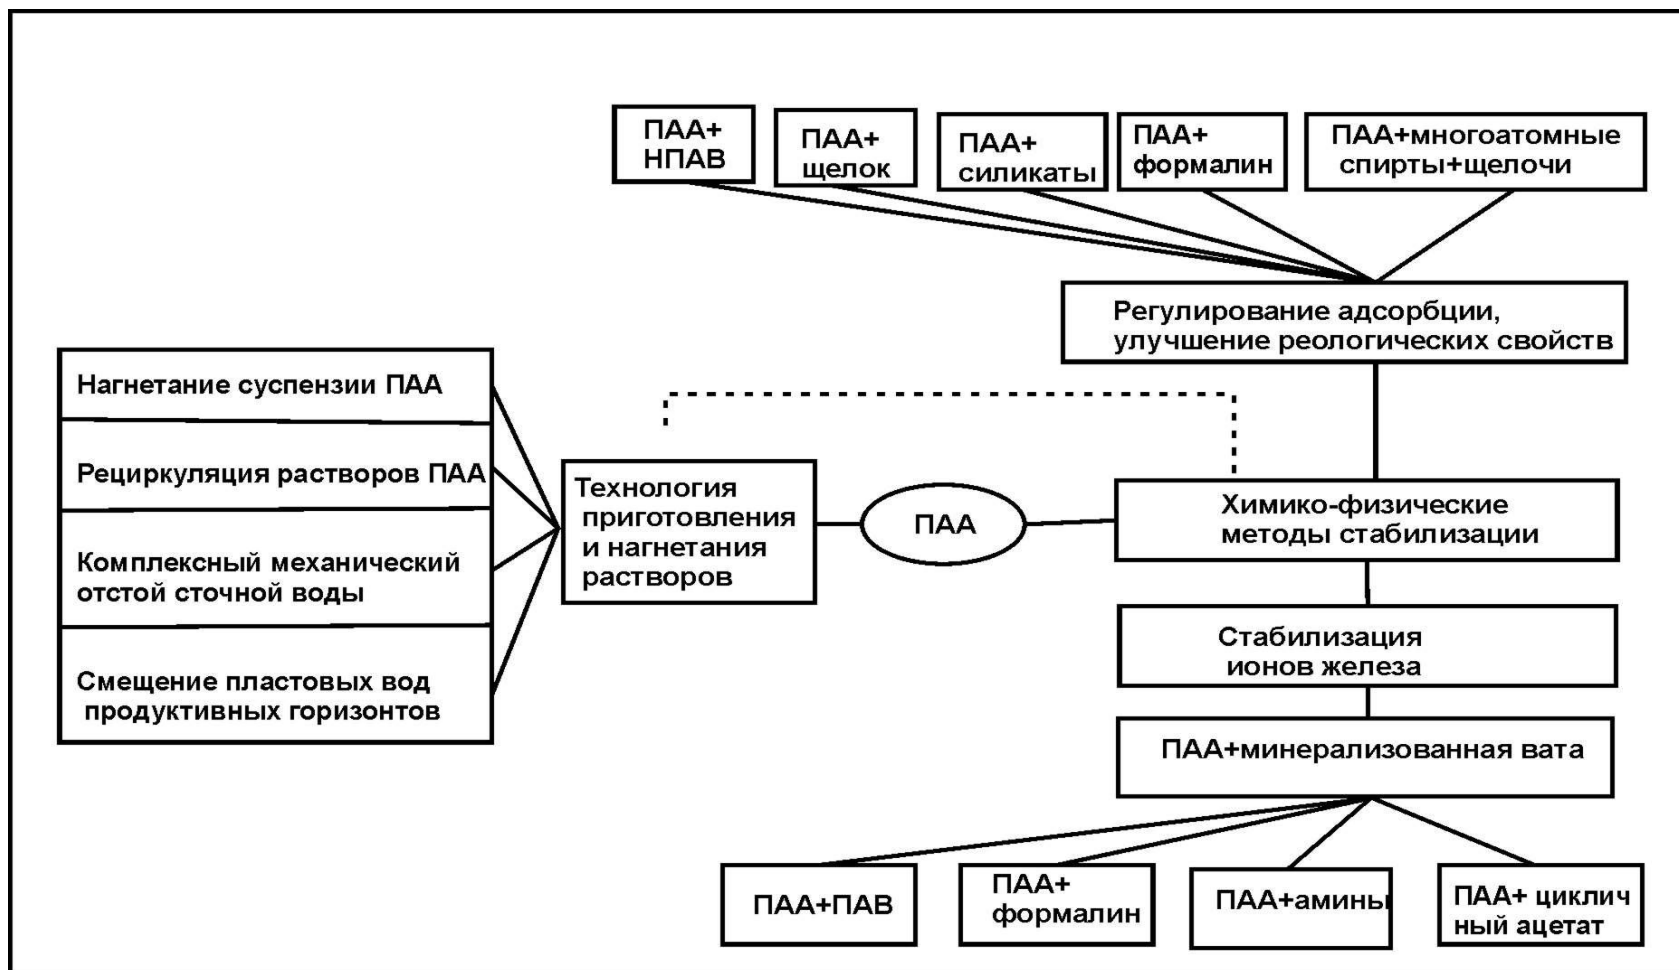 ПАА+
НПАВ
ПАА+
щелок
ПАА+
силикаты
ПАА+
формалин
ПАА+многоатомные
спирты+щелочи
Регулирование адсорбции,
улучшение реологических свойств
Нагнетание суспензии ПАА
Рециркуляция растворов ПАА
Комплексный механический
отстой сточной воды
Смещение пластовых вод
продуктивных горизонтов
Технология
приготовления
и нагнетания
растворов
ПАА
Химико-физические
методы стабилизации
Стабилизация
ионов железа
ПАА+минерализованная вата
ПАА+ПАВ
ПАА+
формалин
ПАА+амины
ПАА+ циклич
ный ацетат